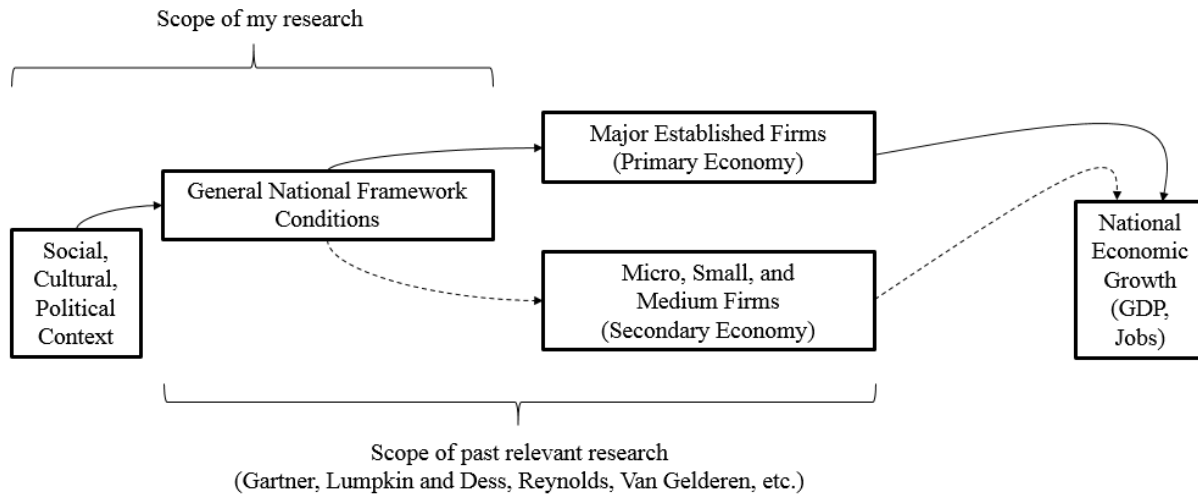 Scope of my research
Major Established Firms
(Primary Economy)
General National Framework
Conditions
Social,
Cultural,
Political
Context
Micro, Small, and
Medium Firms
(Secondary Economy)
National
Economic
Growth
(GDP,
Jobs)
Scope of past relevant research
(Gartner, Lumpkin and Dess, Reynolds, Van Gelderen, etc.)